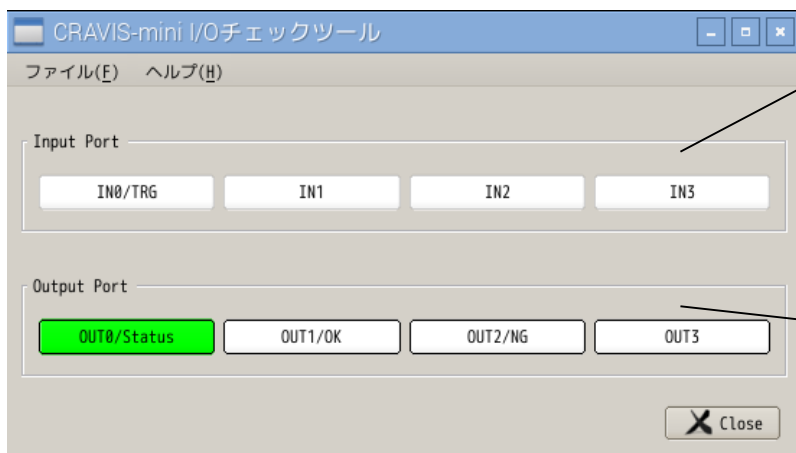 CRAVIS-mini I/Oチェックツール
ファイル(F) ヘルプ(H)
Input Port
IN0/TRG IN1 IN2 IN3
Output Port
OUT0/Status OUT1/OK OUT2/NG OUT3
Close